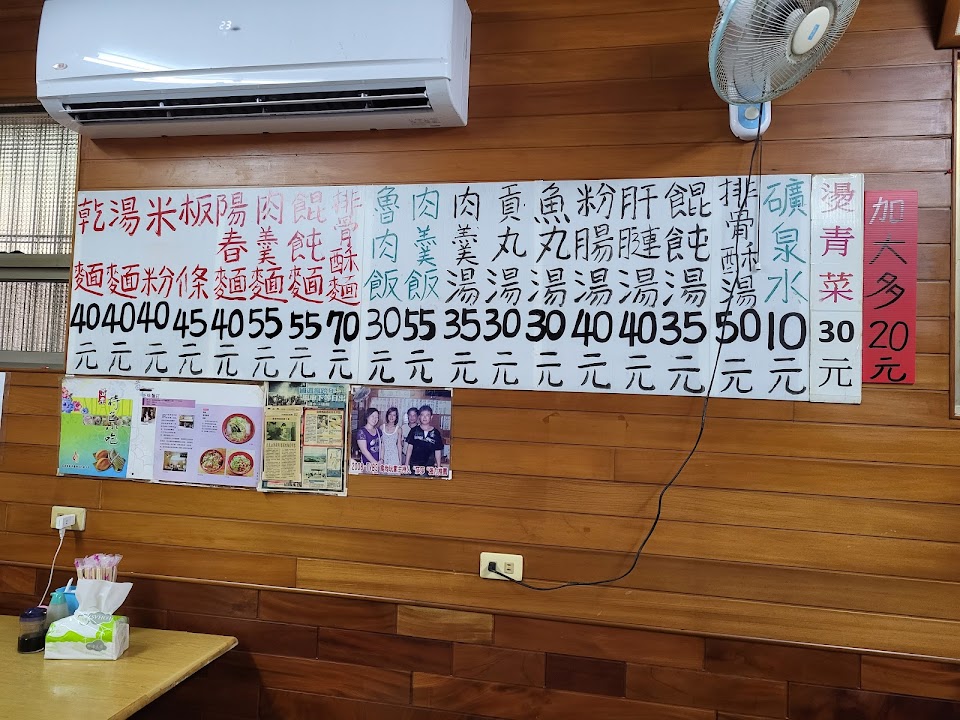 23
乾麵40元
湯麵40元
米粉40元
板條45元
陽春麵40元
肉羹麵55元
餛飩麵55元
排骨酥麵70元
魯肉飯30元
肉羹飯55元
肉羹湯35元
貢丸湯30元
魚丸湯30元
粉腸湯40元
肝腱湯40元
餛飩湯35元
排骨酥湯50元
礦泉水10元
燙青菜30元
加大多20元